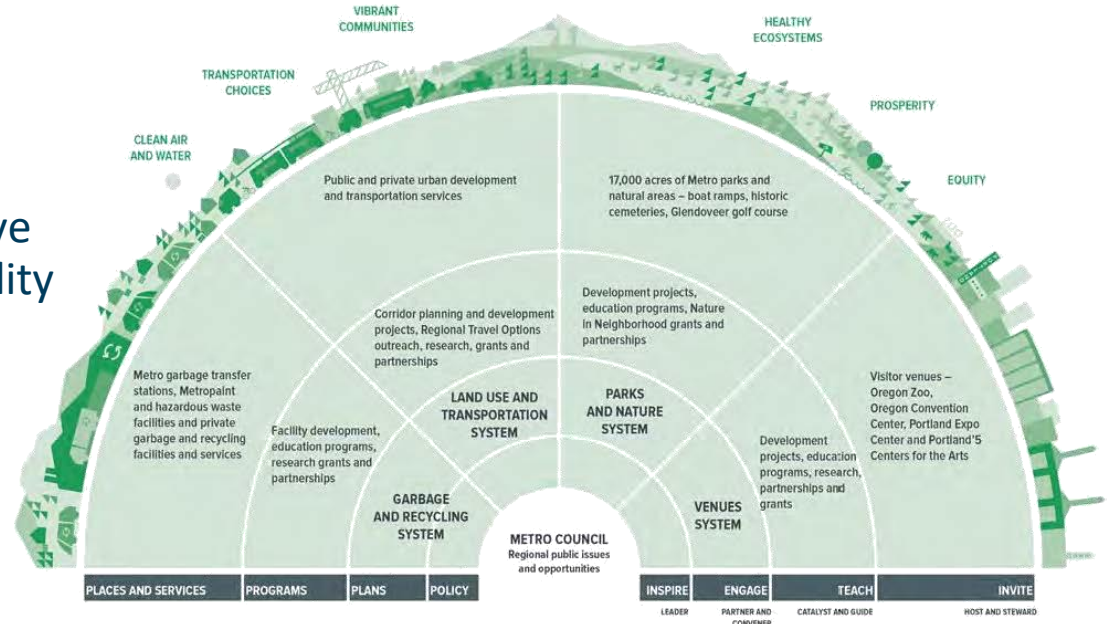 VIBRANT
COMMUNITIES
HEALTHY
ECOSYSTEMS
TRANSPORTATION
CHOICES
PROSPERITY
CLEAN AIR
AND WATER
EQUITY
Public and private urban development
and transportation services
17,000 acres of Metro parks and
natural areas – boat ramps, historic
cemeteries, Glendoveer golf course
Corridor planning and development
projects, Regional Travel Options
outreach, research, grants and
partnerships
Development projects,
education programs, Nature
in Neighborhood grants and
partnerships
Metro garbage transfer
stations, Metropaint
and hazardous waste
facilities and private
garbage and recycling
facilities and services
Facility development,
education programs,
research grants and
partnerships
LAND USE AND
TRANSPORTATION
SYSTEM
PARKS
AND NATURE
SYSTEM
Development
projects, education
programs, research,
partnerships and
grants
Visitor venues –
Oregon Zoo,
Oregon Convention
Center, Portland Expo
Center and Portland'5
Centers for the Arts
GARBAGE
AND RECYCLING
SYSTEM
VENUES
SYSTEM
METRO COUNCIL
Regional public issues
and opportunities
PLACES AND SERVICES
PROGRAMS
PLANS
POLICY
INSPIRE
ENGAGE
TEACH
INVITE
LEADER
PARTNER AND
CONVENER
CATALYST AND GUIDE
HOST AND STEWARD